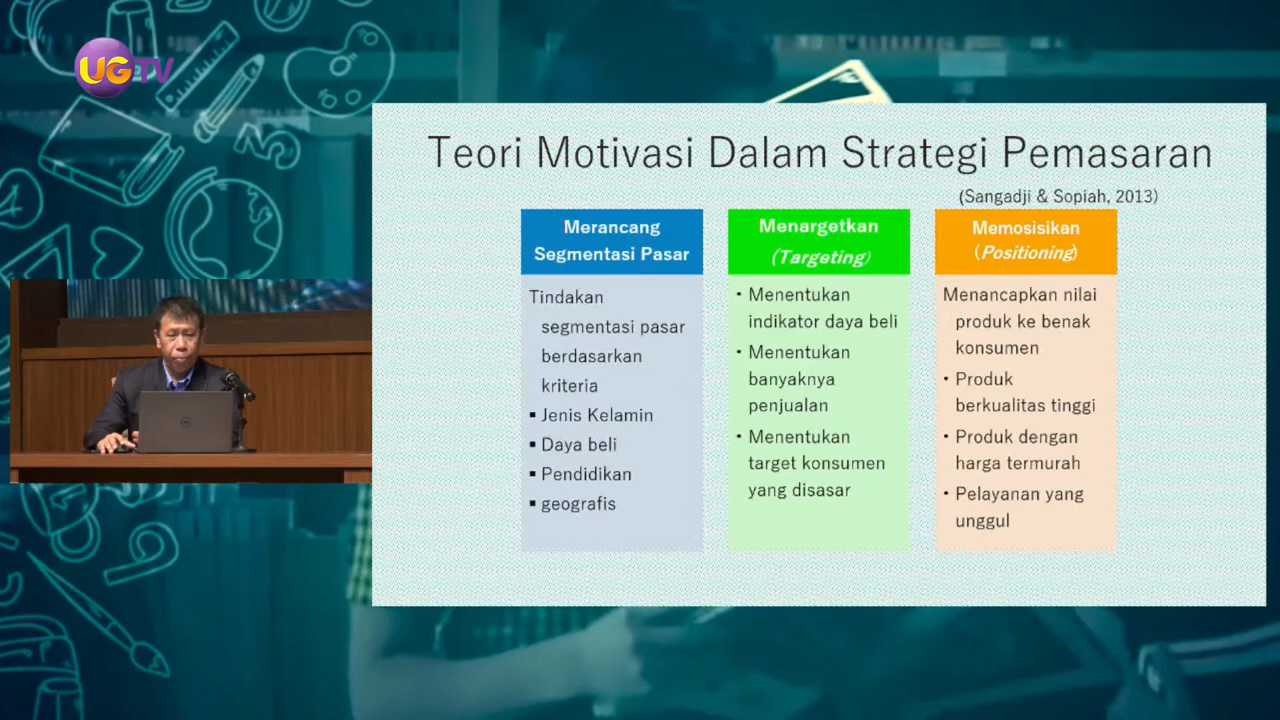 UGTV
Teori Motivasi Dalam Strategi Pemasaran
(Sangadji & Sopiah, 2013)
Merancang
Segmentasi Pasar
Tindakan
segmentasi pasar
berdasarkan
kriteria
▪ Jenis Kelamin
▪ Daya beli
▪ Pendidikan
▪ geografis
Menargetkan
(Targeting)
• Menentukan
indikator daya beli
• Menentukan
banyaknya
penjualan
• Menentukan
target konsumen
yang disasar
Memosisikan
(Positioning)
Menancapkan nilai
produk ke benak
konsumen
• Produk
berkualitas tinggi
• Produk dengan
harga termurah
• Pelayanan yang
unggul